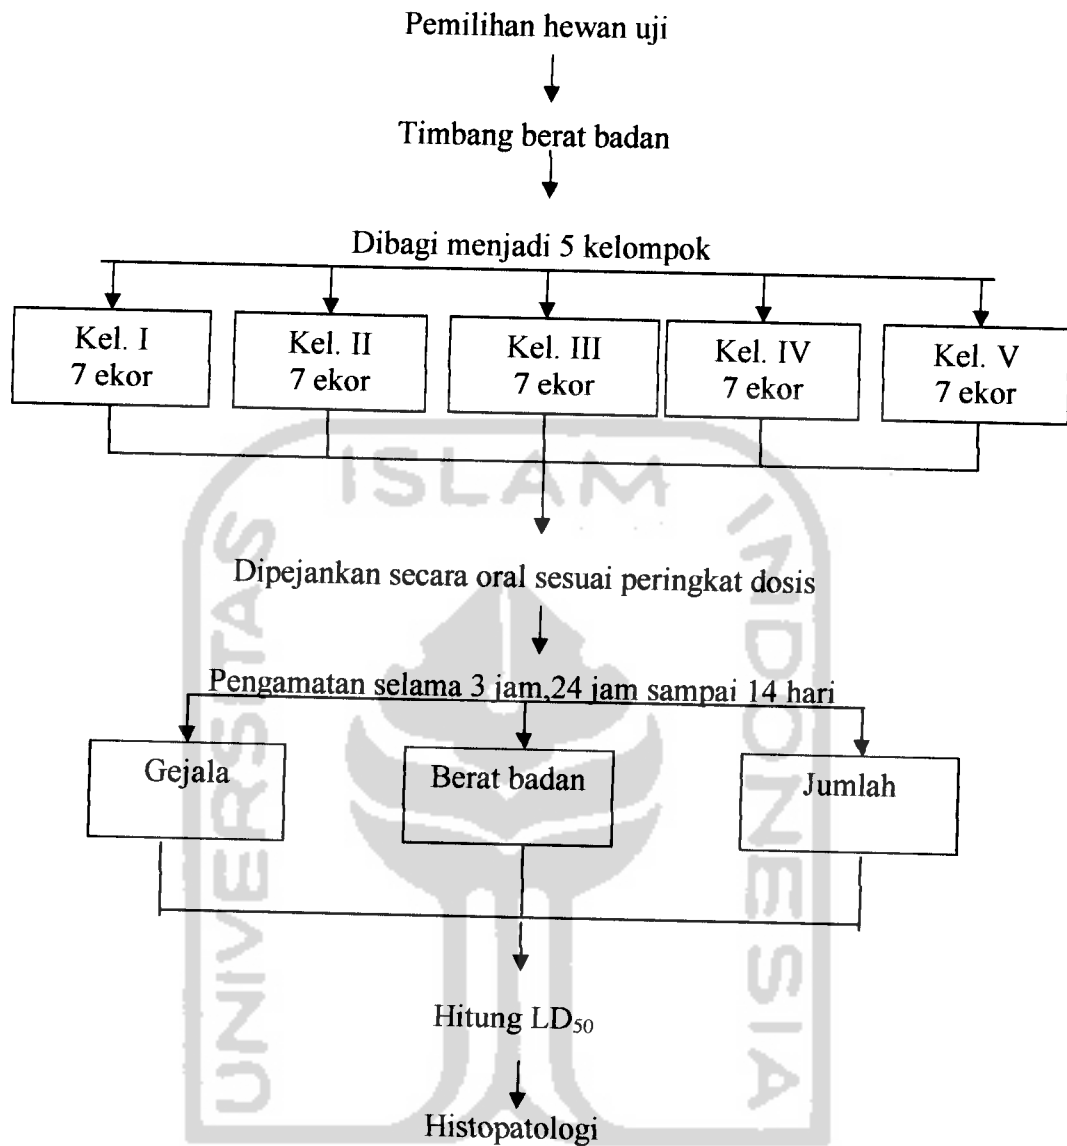 Pemilihan hewan uji
Timbang berat badan
Dibagi menjadi 5 kelompok
Kel. I
7 ekor
Kel. II
7 ekor
Kel. III
7 ekor
Kel. IV
7 ekor
Kel. V
7 ekor
Dipejankan secara oral sesuai peringkat dosis
Pengamatan selama 3 jam,24 jam sampai 14 hari
Gejala
Berat badan
Jumlah
Hitung LD₅₀
Histopatologi
UNIVERSITAS
ISLAM
INDONESIA